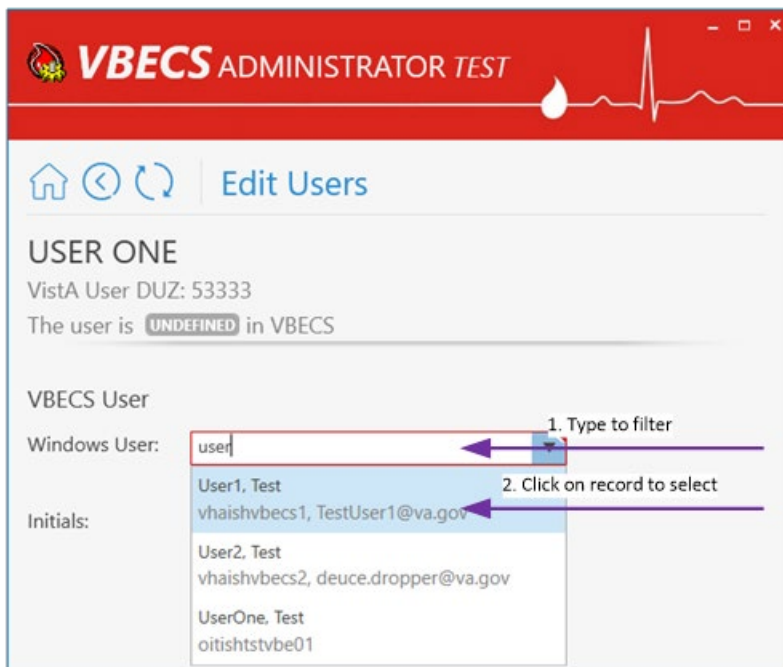 VBECS ADMINISTRATOR TEST
Edit Users
USER ONE
VistA User DUZ: 53333
The user is UNDEFINED in VBECS
VBECS User
1. Type to filter
Windows User: user
User1, Test
2. Click on record to select
vhaishvbecs1, TestUser1@va.gov
Initials:
User2, Test
vhaishvbecs2, deuce.dropper@va.gov
UserOne, Test
oitishtstvbe01